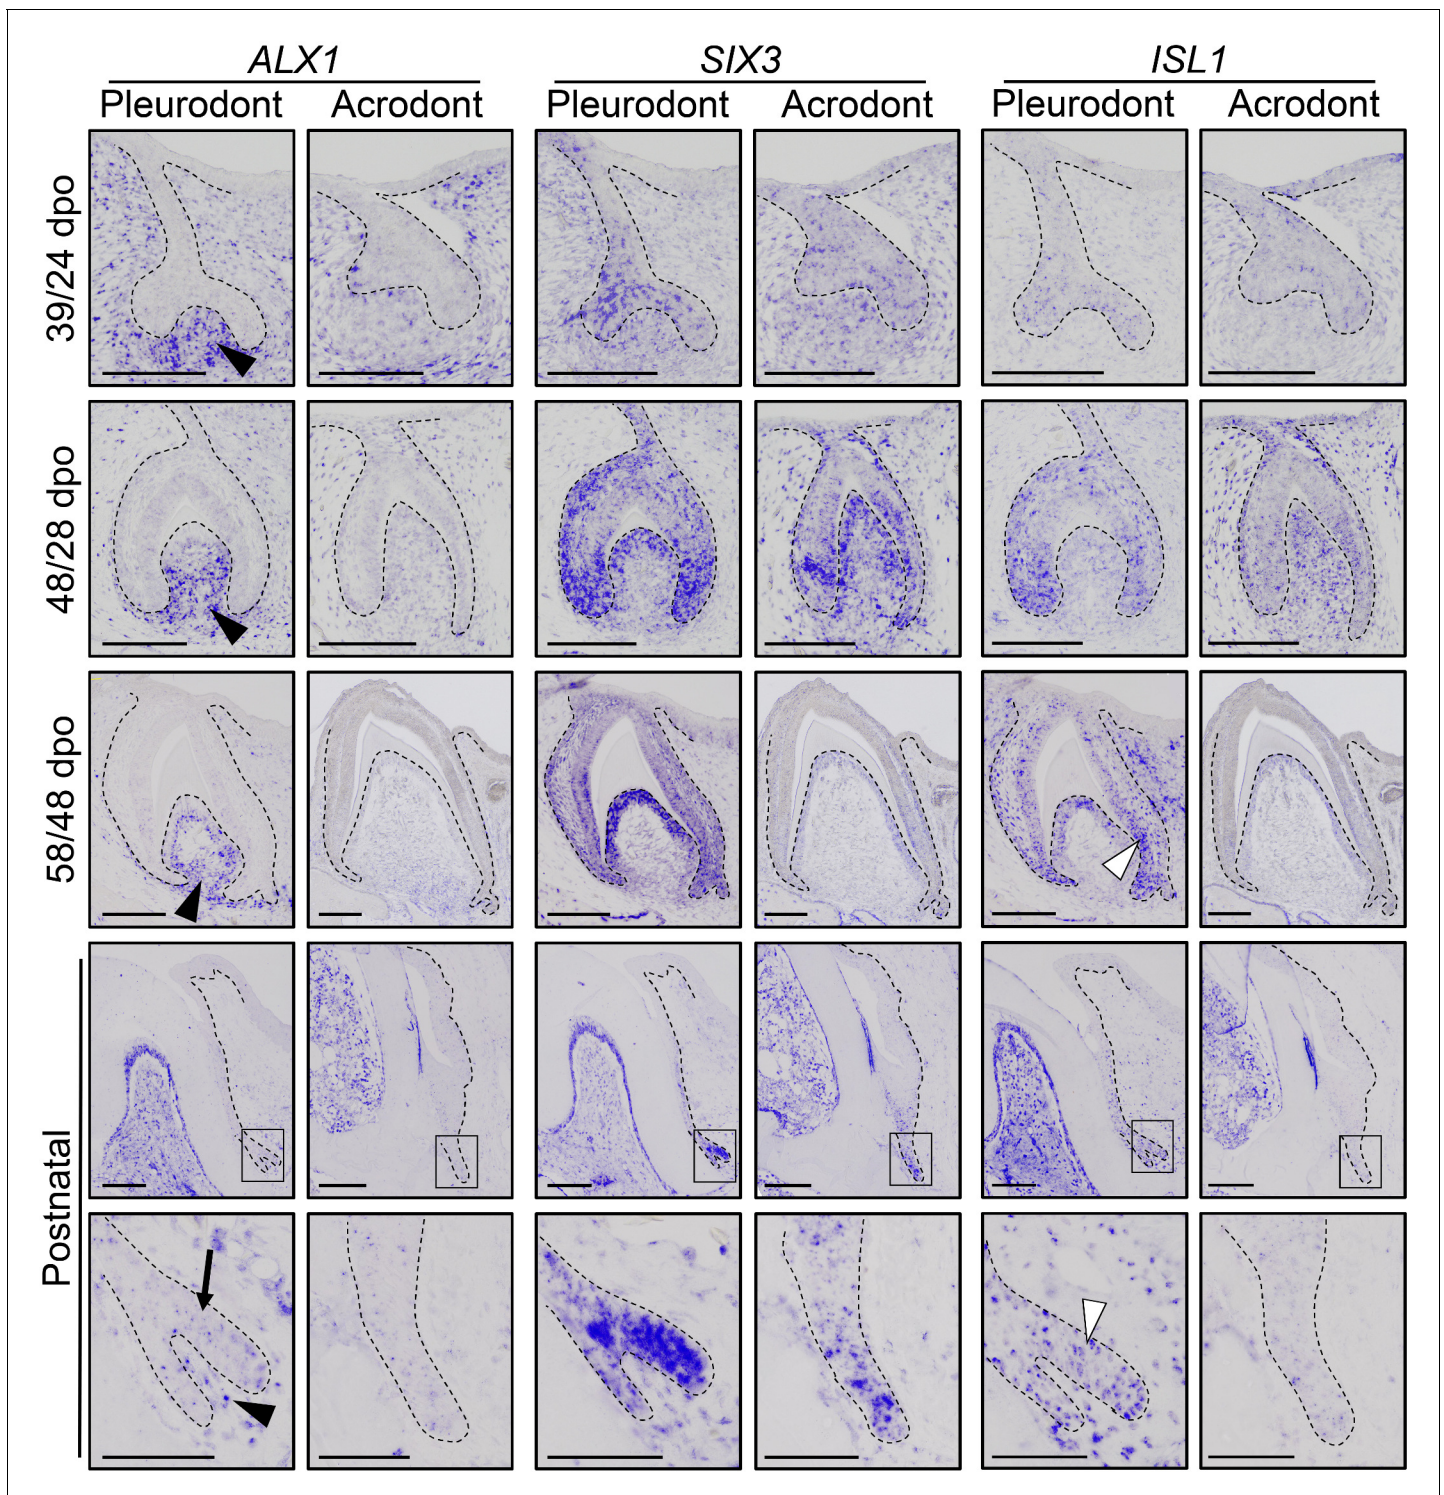 ALX1 SIX3 ISL1
Pleurodont Acrodont Pleurodont Acrodont Pleurodont Acrodont
39/24 dpo
48/28 dpo
58/48 dpo
Postnatal